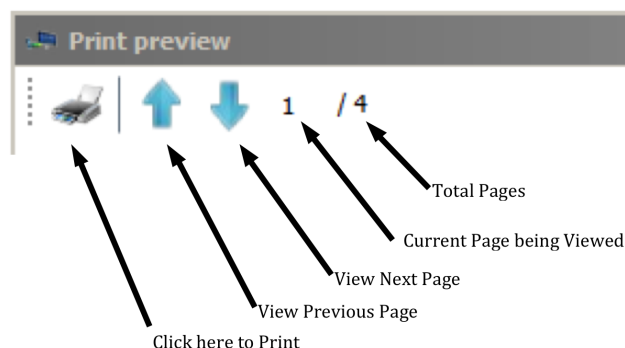 Print preview
1 / 4
Total Pages
Current Page being Viewed
View Next Page
View Previous Page
Click here to Print